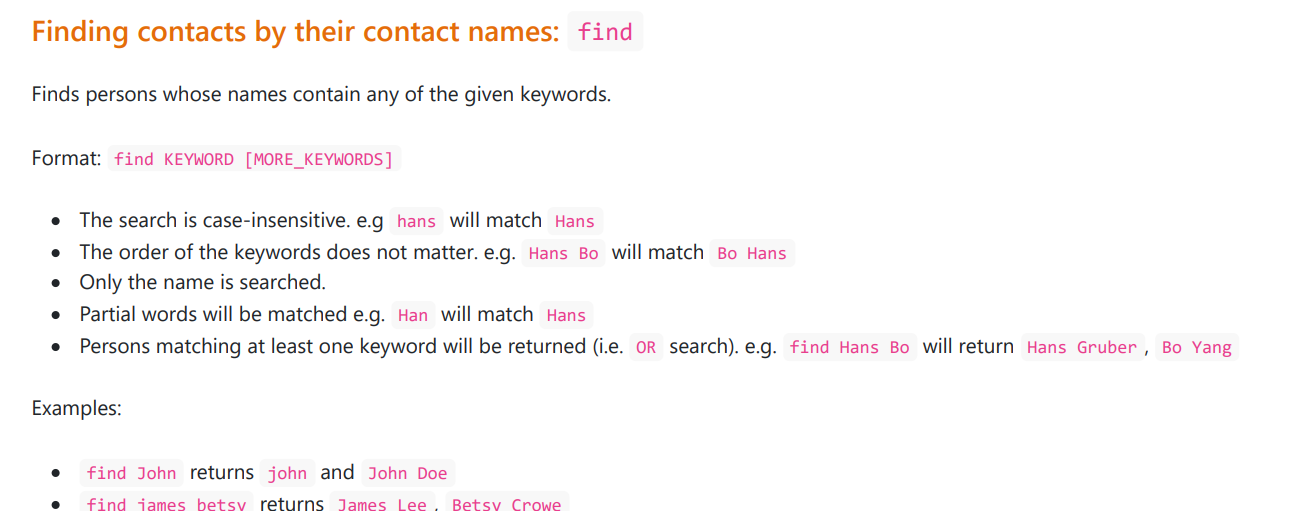 Finding contacts by their contact names: find
Finds persons whose names contain any of the given keywords.
Format: find KEYWORD [MORE_KEYWORDS]
The search is case-insensitive. e.g hans will match Hans
The order of the keywords does not matter. e.g. Hans Bo will match Bo Hans
Only the name is searched.
Partial words will be matched e.g. Han will match Hans
Persons matching at least one keyword will be returned (i.e. OR search). e.g. find Hans Bo will return Hans Gruber, Bo Yang
Examples:
find John returns john and John Doe
find james betsy returns James Lee, Betsy Crowe